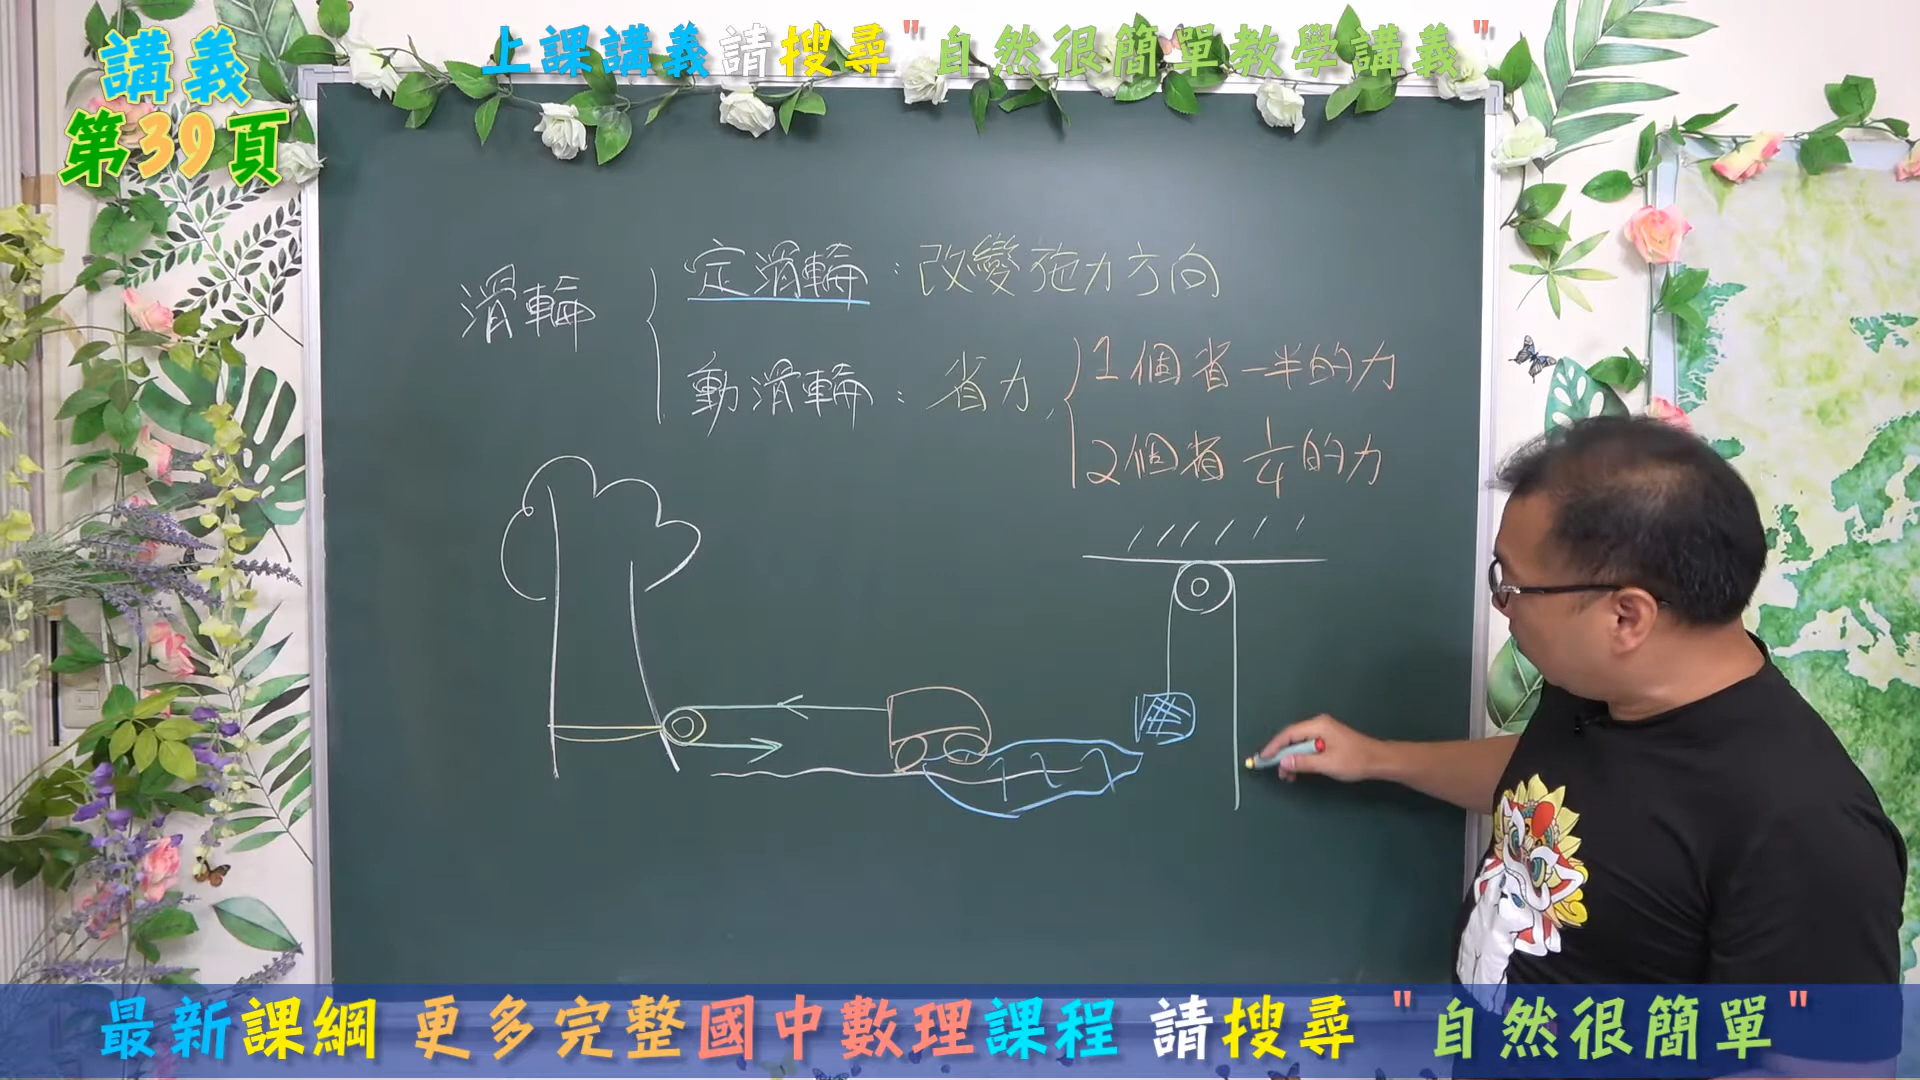 上課講義請搜尋"自然很簡單教學講義"
講義
第39頁
滑輪
定滑輪：改變施力方向
動滑輪：省力，
1個省一半的力
2個省1/4的力
最新課綱 更多完整國中數理課程 請搜尋 "自然很簡單"